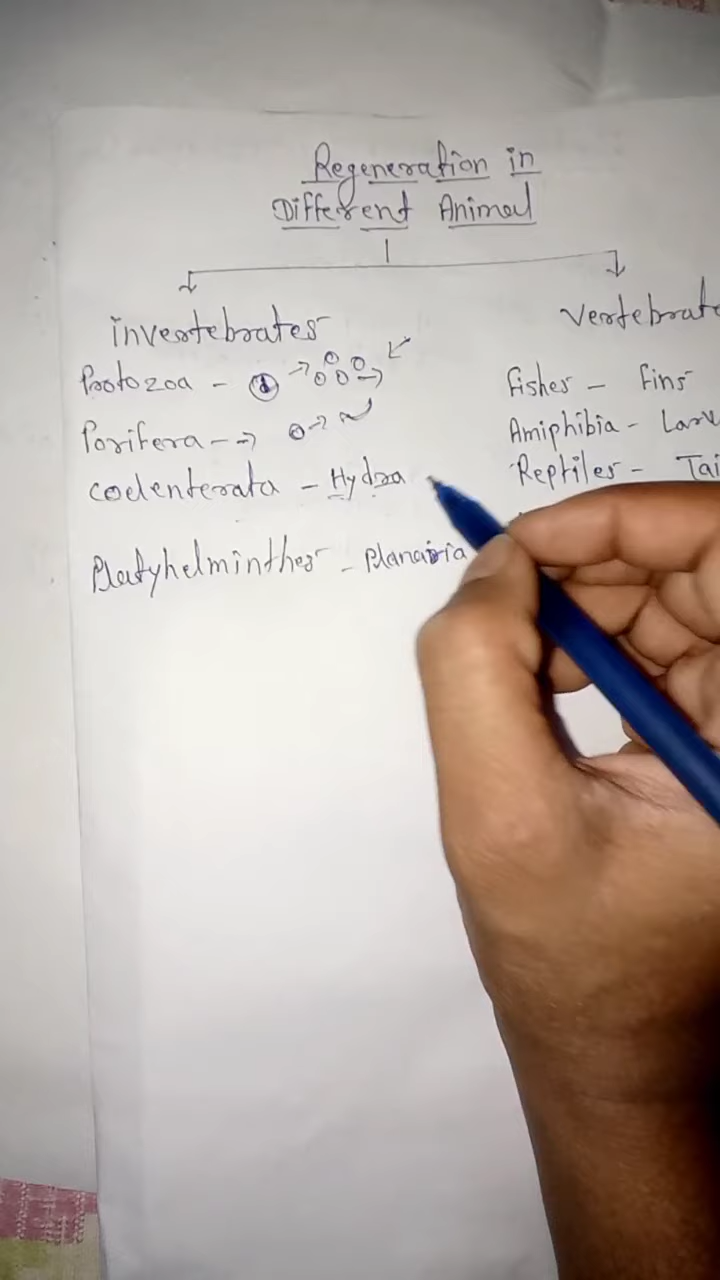 Regeneration in
Different Animal
invertebrates
Protozoa -
Porifera -
Coelenterata - Hydra
Platyhelminthes - Planaria
Vertebrat
Fishes - Fins
Amiphibia - Larv
Reptiles - Tai